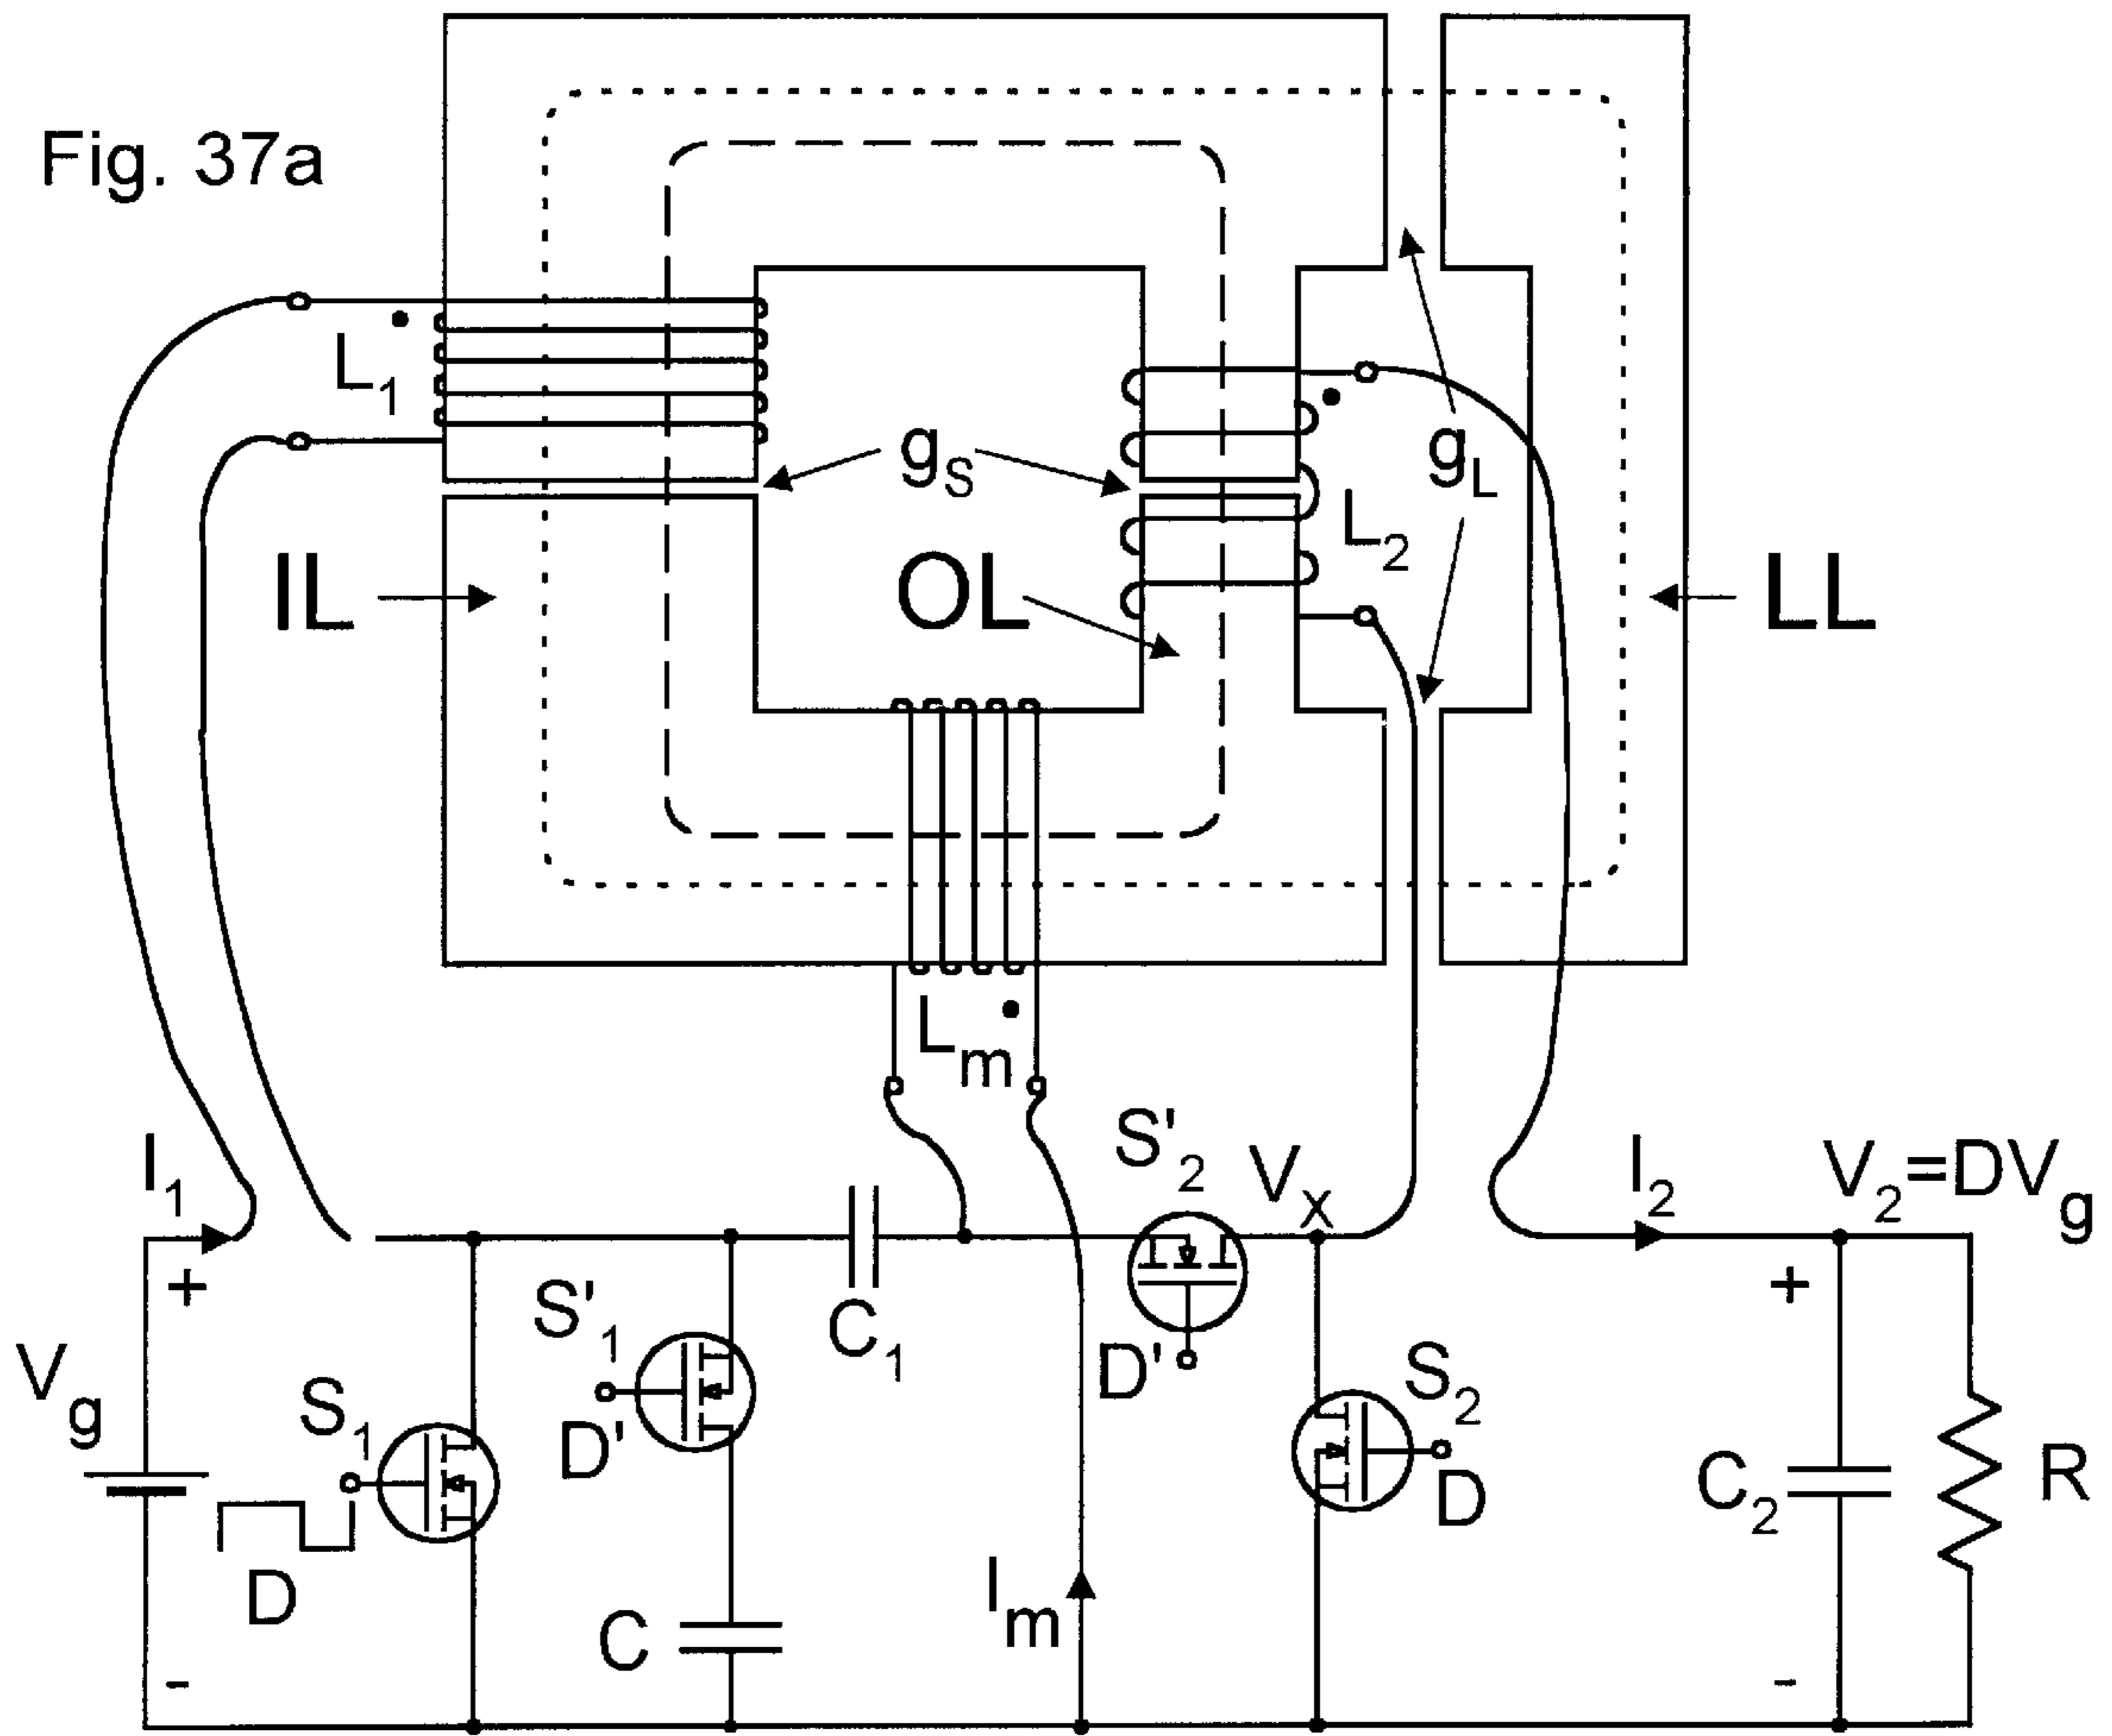 Fig. 37a
L1
gS
gL
L2
IL
OL
LL
Lm
I1
S'2
VX
I2
V2=DVg
+
+
S'1
C1
D'
Vg
S1
D'
S2
D
C2
R
D
C
Im
-
-